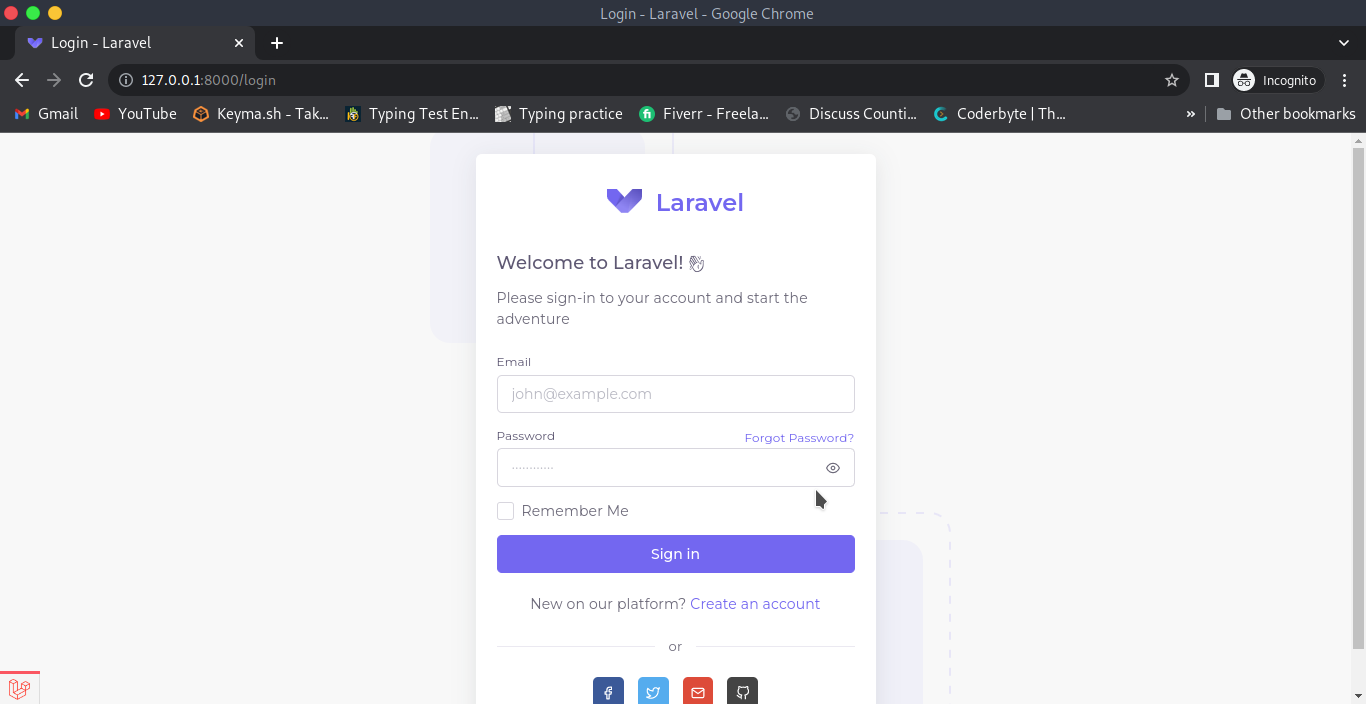 Login - Laravel - Google Chrome
Login - Laravel
127.0.0.1:8000/login
Incognito
Gmail
YouTube
Keyma.sh - Tak...
Typing Test En...
Typing practice
Fiverr - Freela...
Discuss Counti...
Coderbyte | Th...
»
Other bookmarks
Laravel
Welcome to Laravel! 👋
Please sign-in to your account and start the
adventure
Email
john@example.com
Password
Forgot Password?
············
Remember Me
Sign in
New on our platform? Create an account
or